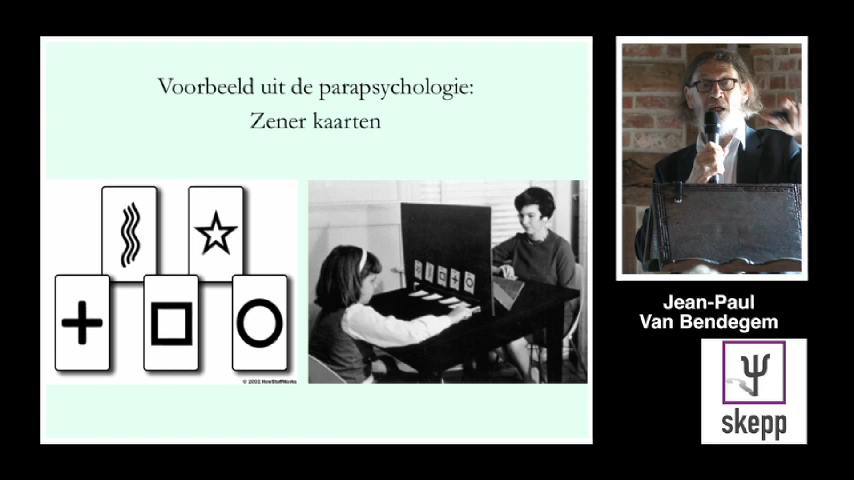 Voorbeeld uit de parapsychologie:
Zener kaarten
© 2002 HowStuffWorks
Jean-Paul
Van Bendegem
skepp